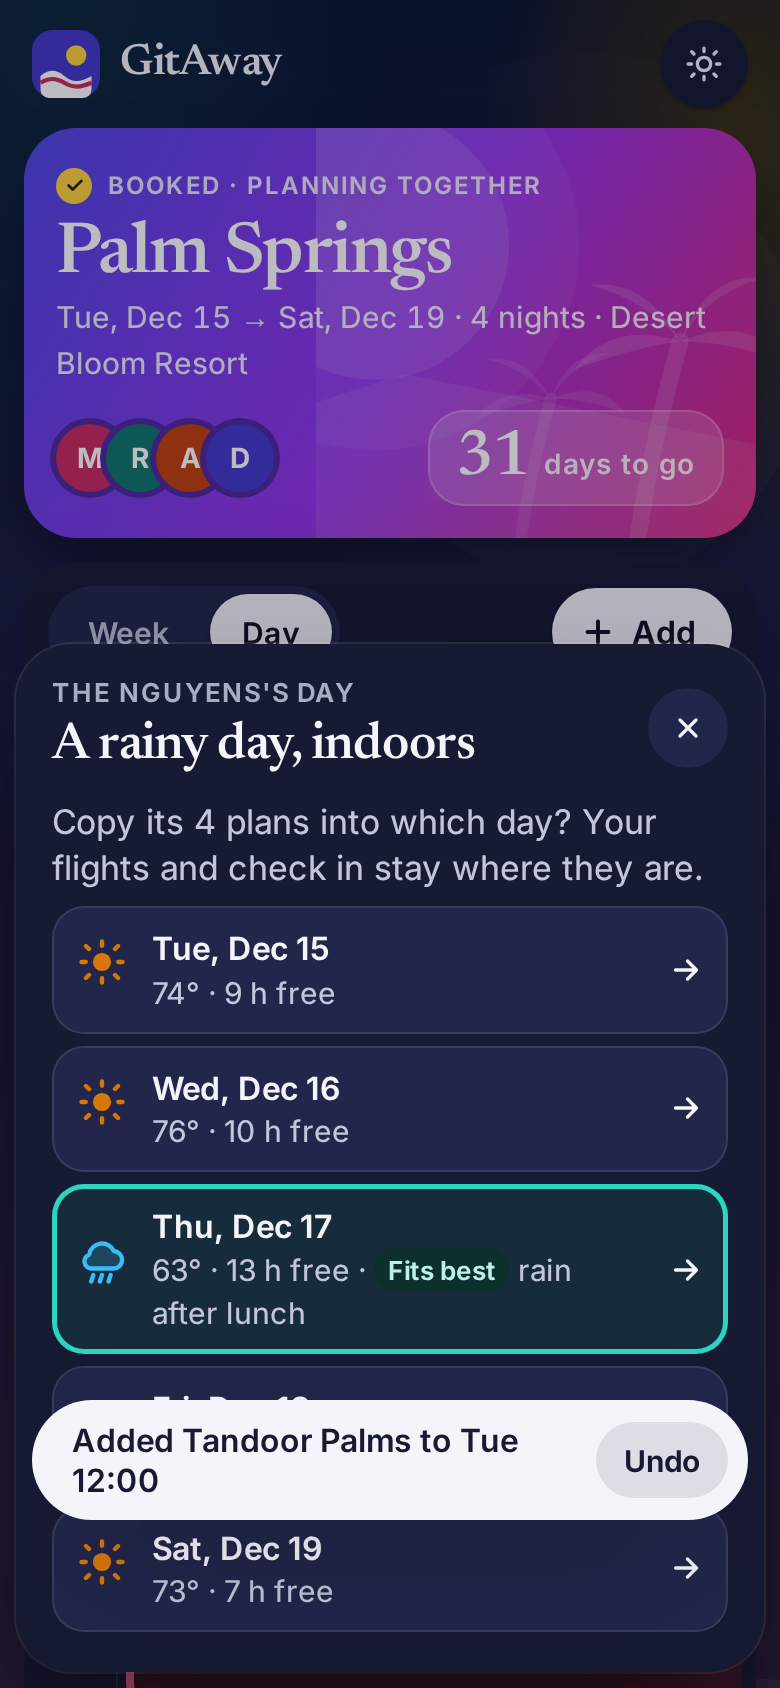 GitAway
BOOKED · PLANNING TOGETHER
Palm Springs
Tue, Dec 15 → Sat, Dec 19 · 4 nights · Desert
Bloom Resort
M R A D
31 days to go
Week Day + Add
THE NGUYENS'S DAY
A rainy day, indoors
Copy its 4 plans into which day? Your
flights and check in stay where they are.
Tue, Dec 15
74° · 9 h free
Wed, Dec 16
76° · 10 h free
Thu, Dec 17
63° · 13 h free · Fits best rain
after lunch
Added Tandoor Palms to Tue
12:00
Undo
Sat, Dec 19
73° · 7 h free